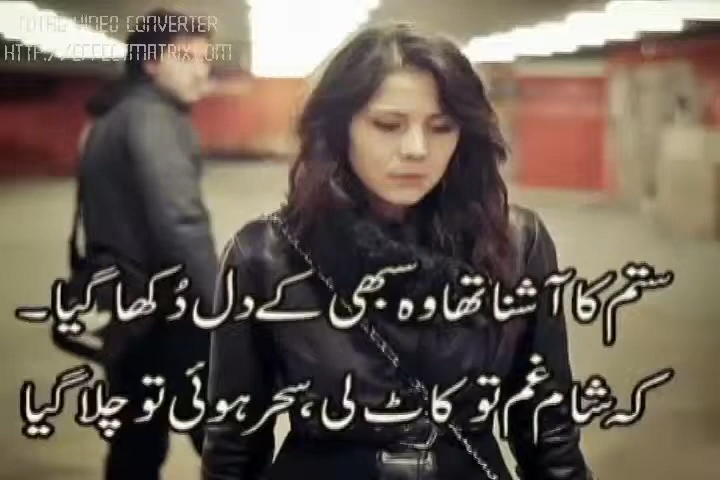 TOTAL VIDEO CONVERTER
HTTP://EFFECTMATRIX.COM
ستم کا آشنا تھا وہ سبھی کے دل دُکھا گیا۔
کہ شام غم تو کاٹ لی، سحر ہوئی تو چلا گیا